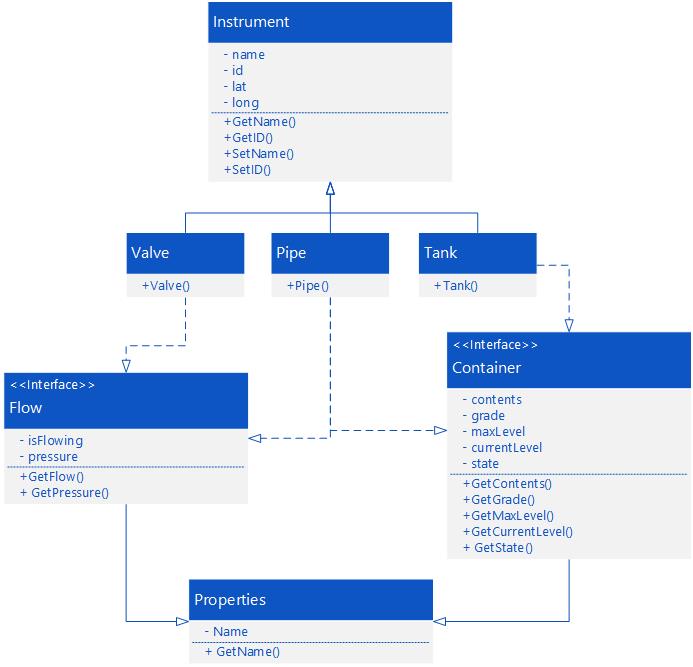 Instrument
- name
- id
- lat
- long
+GetName()
+GetID()
+SetName()
+SetID()
Valve
+Valve()
Pipe
+Pipe()
Tank
+Tank()
<<Interface>>
Flow
- isFlowing
- pressure
+GetFlow()
+ GetPressure()
<<Interface>>
Container
- contents
- grade
- maxLevel
- currentLevel
- state
+GetContents()
+GetGrade()
+GetMaxLevel()
+GetCurrentLevel()
+ GetState()
Properties
- Name
+ GetName()